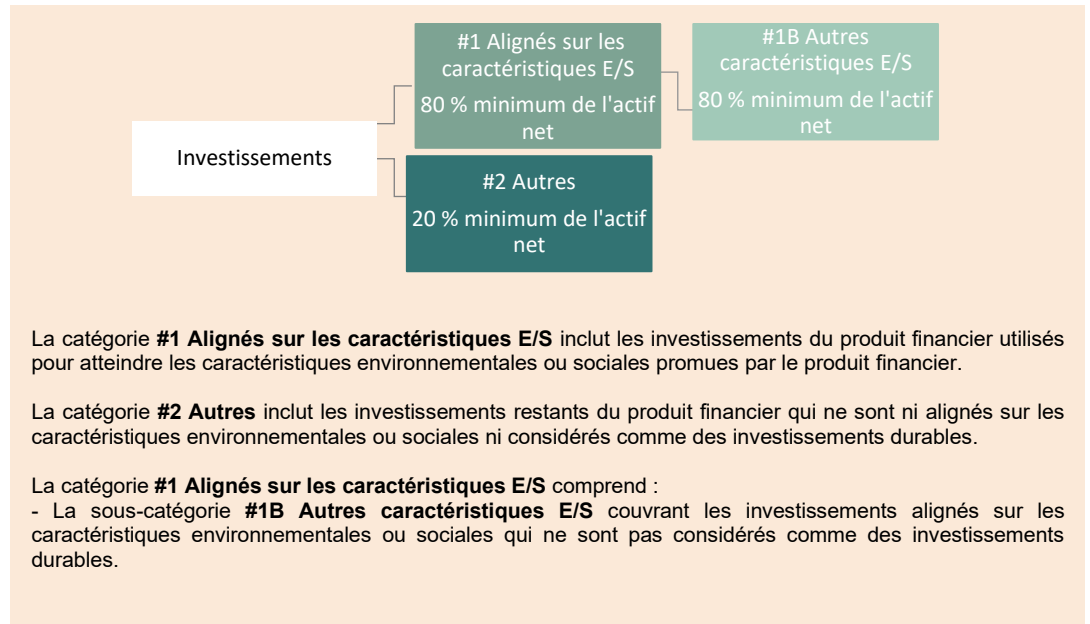 #1 Alignés sur les
caractéristiques E/S
80 % minimum de l'actif
net
#1B Autres
caractéristiques E/S
80 % minimum de l'actif
net
Investissements
#2 Autres
20 % minimum de l'actif
net
La catégorie #1 Alignés sur les caractéristiques E/S inclut les investissements du produit financier utilisés
pour atteindre les caractéristiques environnementales ou sociales promues par le produit financier.
La catégorie #2 Autres inclut les investissements restants du produit financier qui ne sont ni alignés sur les
caractéristiques environnementales ou sociales ni considérés comme des investissements durables.
La catégorie #1 Alignés sur les caractéristiques E/S comprend :
- La sous-catégorie #1B Autres caractéristiques E/S couvrant les investissements alignés sur les
caractéristiques environnementales ou sociales qui ne sont pas considérés comme des investissements
durables.